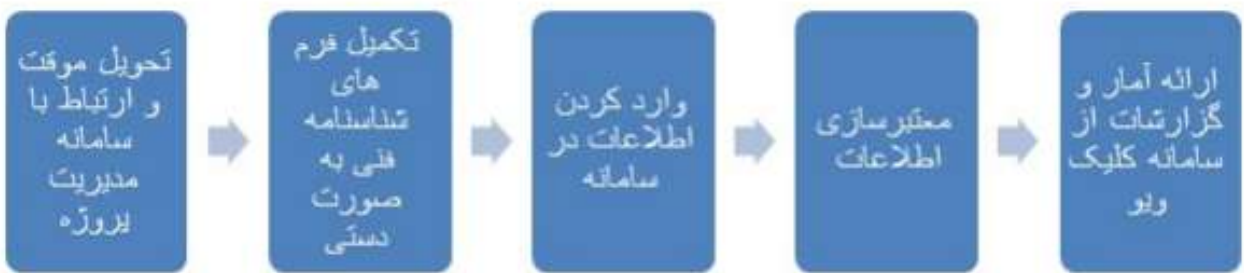 تحویل موقت
و ارتباط با
سامانه
مدیریت
پروژه
تکمیل فرم
های
شناسنامه
فنی به
صورت
دستی
وارد کردن
اطلاعات در
سامانه
معتبرسازی
اطلاعات
ارائه آمار و
گزارشات از
سامانه کلیک
ویو